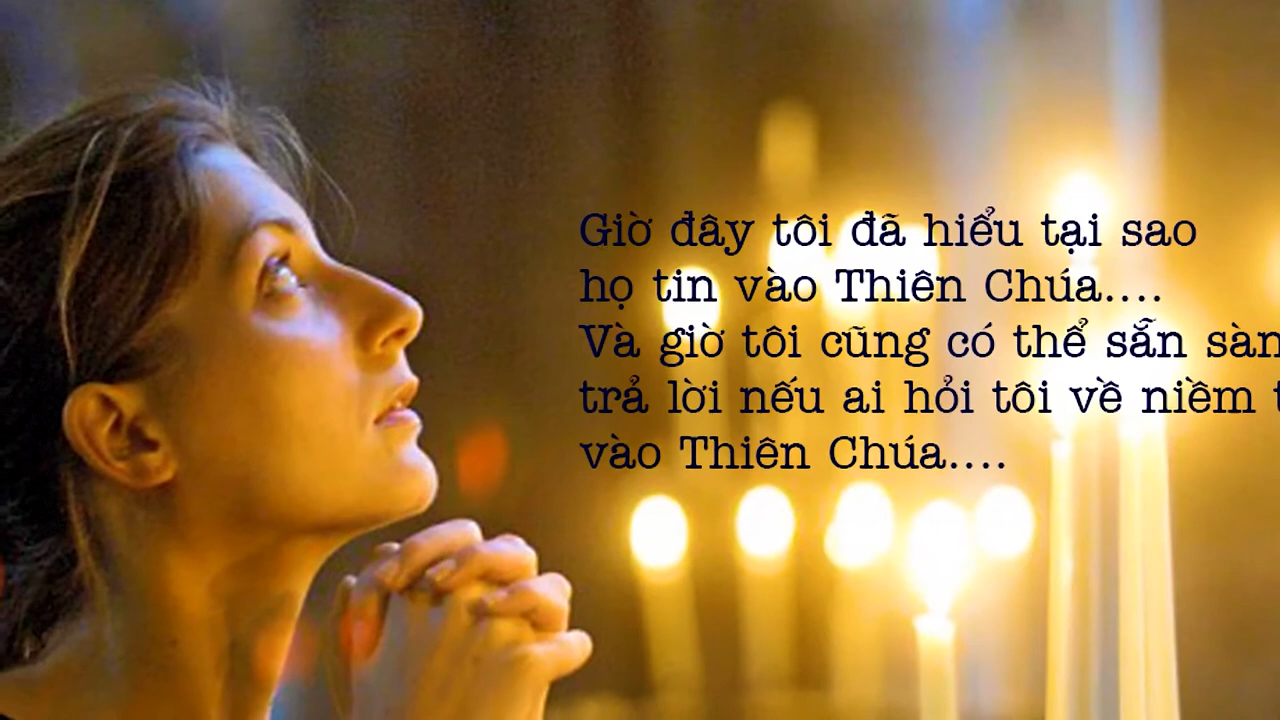 Giờ đây tôi đã hiểu tại sao
họ tin vào Thiên Chúa....
Và giờ tôi cũng có thể sẵn
trả lời nếu ai hỏi tôi về niềm
vào Thiên Chúa....